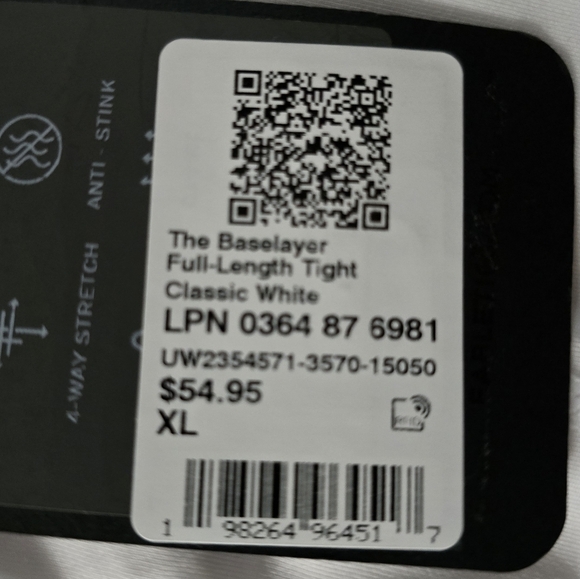 The Baselayer
Full-Length Tight
Classic White
LPN 0364 87 6981
UW2354571-3570-15050
$54.95
XL
RFID
1 98264 96451 7
ANTI-STINK
4-WAY STRETCH